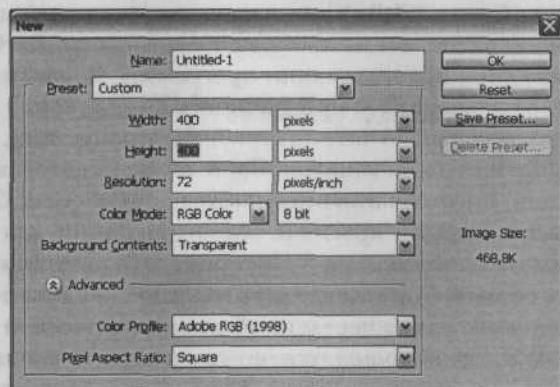 New
Name: Untitled-1
OK
Preset: Custom
Reset
Width: 400 pixels
Save Preset...
Height: 400 pixels
Delete Preset...
Resolution: 72 pixels/inch
Color Mode: RGB Color 8 bit
Background Contents: Transparent
Image Size:
468,8K
Advanced
Color Profile: Adobe RGB (1998)
Pixel Aspect Ratio: Square